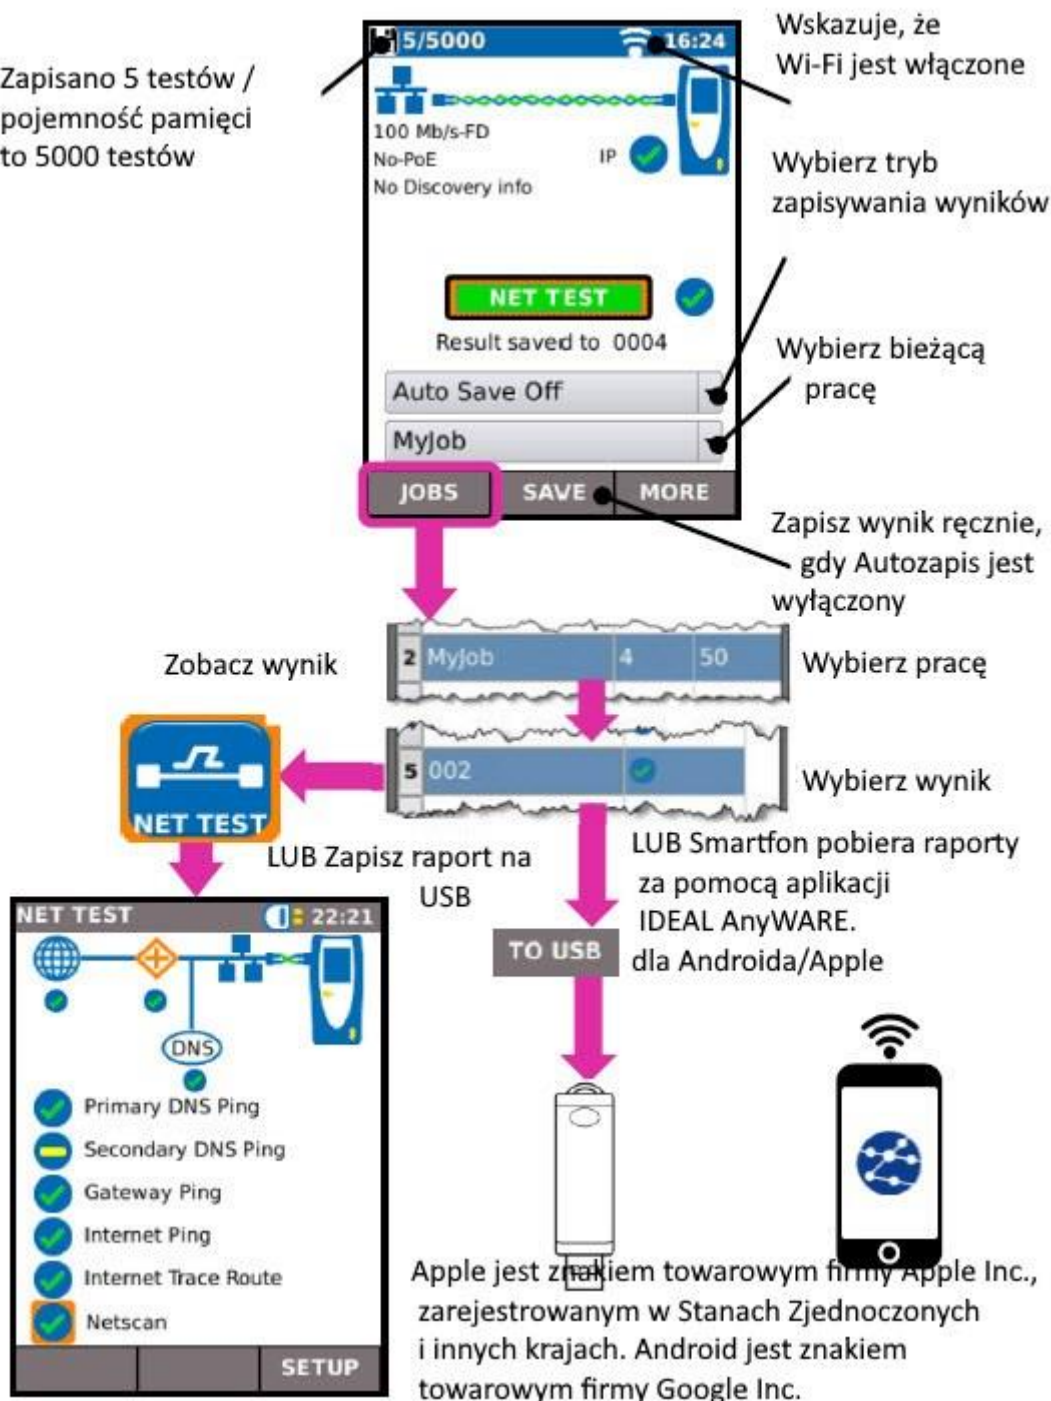 Zapisano 5 testów /
pojemność pamięci
to 5000 testów
5/5000
16:24
Wskazuje, że
Wi-Fi jest włączone
100 Mb/s-FD
No-PoE
IP
No Discovery info
Wybierz tryb
zapisywania wyników
NET TEST
Result saved to 0004
Auto Save Off
MyJob
Wybierz bieżącą
pracę
JOBS
SAVE
MORE
Zapisz wynik ręcznie,
gdy Autozapis jest
wyłączony
2 MyJob 4 50
Wybierz pracę
Zobacz wynik
5 002
Wybierz wynik
NET TEST
LUB Zapisz raport na
USB
LUB Smartfon pobiera raporty
za pomocą aplikacji
IDEAL AnyWARE.
dla Androida/Apple
TO USB
NET TEST
22:21
DNS
Primary DNS Ping
Secondary DNS Ping
Gateway Ping
Internet Ping
Internet Trace Route
Netscan
SETUP
Apple jest znakiem towarowym firmy Apple Inc.,
zarejestrowanym w Stanach Zjednoczonych
i innych krajach. Android jest znakiem
towarowym firmy Google Inc.